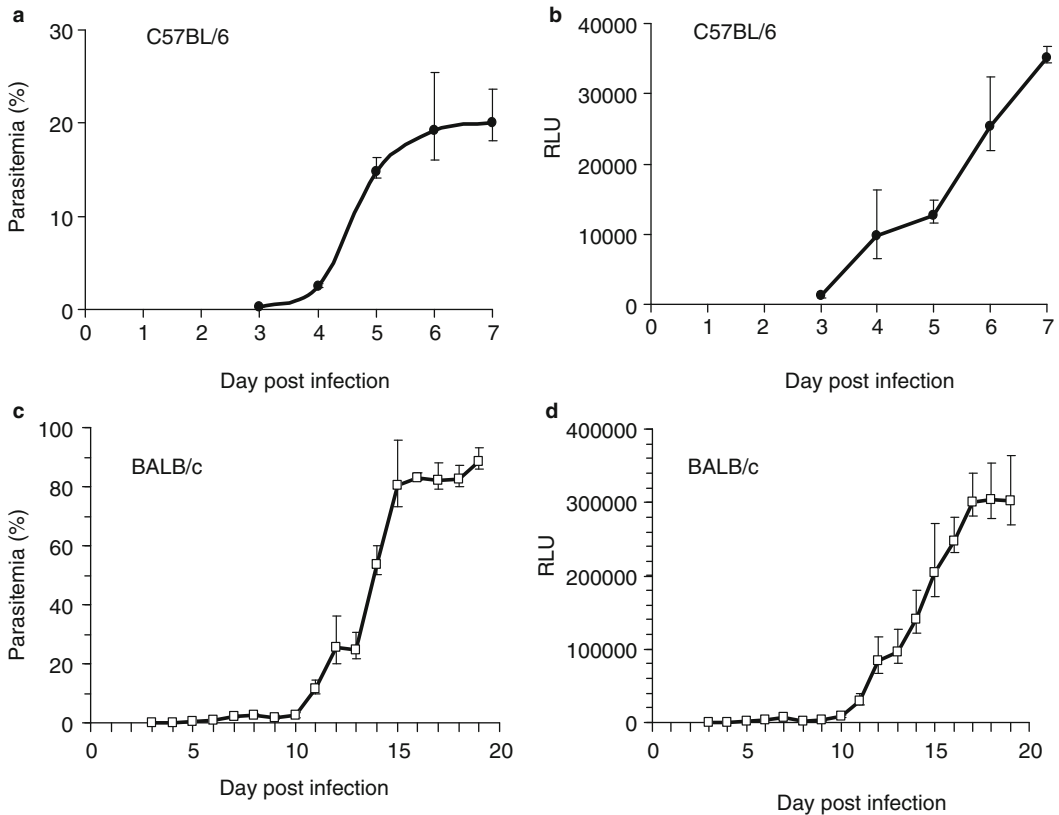 a
C57BL/6
Parasitemia (%)
30
20
10
0
0 1 2 3 4 5 6 7
Day post infection
b
C57BL/6
RLU
40000
30000
20000
10000
0
0 1 2 3 4 5 6 7
Day post infection
c
BALB/c
Parasitemia (%)
100
80
60
40
20
0
0 5 10 15 20
Day post infection
d
BALB/c
RLU
400000
300000
200000
100000
0
0 5 10 15 20
Day post infection